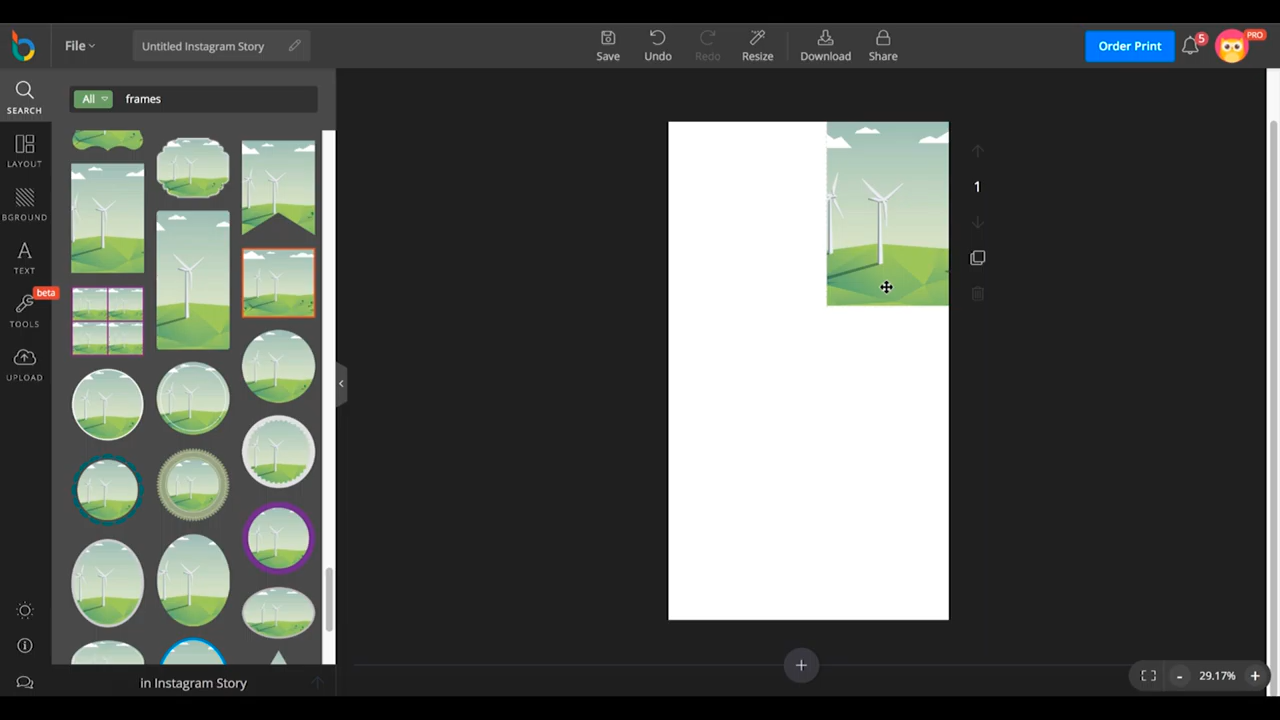 File
Untitled Instagram Story
Save
Undo
Redo
Resize
Download
Share
Order Print
5
PRO
SEARCH
All
frames
LAYOUT
BGROUND
TEXT
beta
TOOLS
UPLOAD
1
in Instagram Story
- 29.17% +